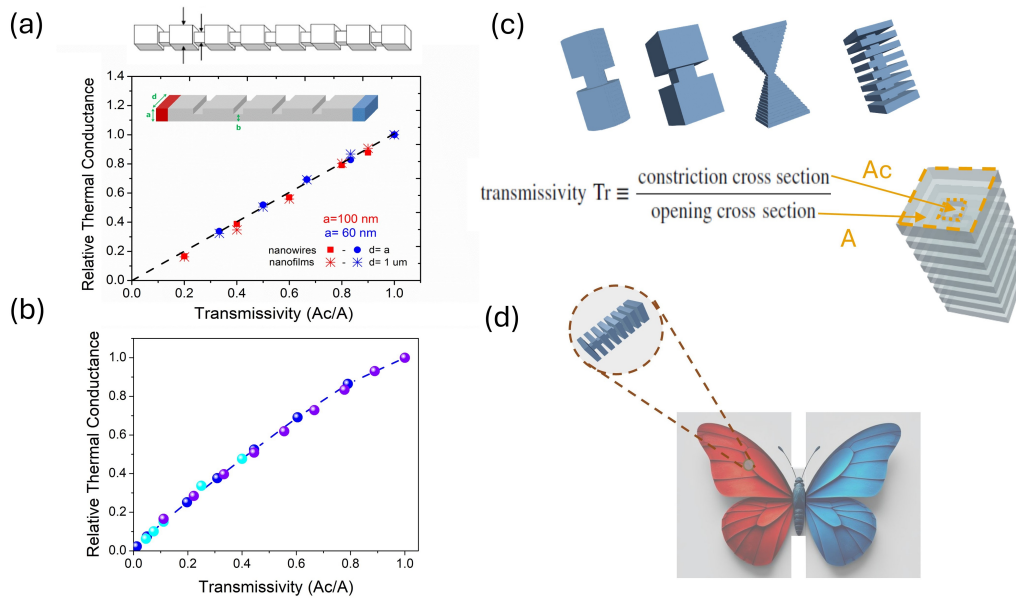 (a)
Relative Thermal Conductance
1.4
1.2
1.0
0.8
0.6
0.4
0.2
0.0
0.0 0.2 0.4 0.6 0.8 1.0
Transmissivity (Ac/A)
d
a
b
a=100 nm
a= 60 nm
nanowires - d= a
nanofilms - d= 1 um
(b)
Relative Thermal Conductance
1.0
0.8
0.6
0.4
0.2
0.0
0.0 0.2 0.4 0.6 0.8 1.0
Transmissivity (Ac/A)
(c)
transmissivity Tr ≡ constriction cross section
opening cross section
Ac
A
(d)